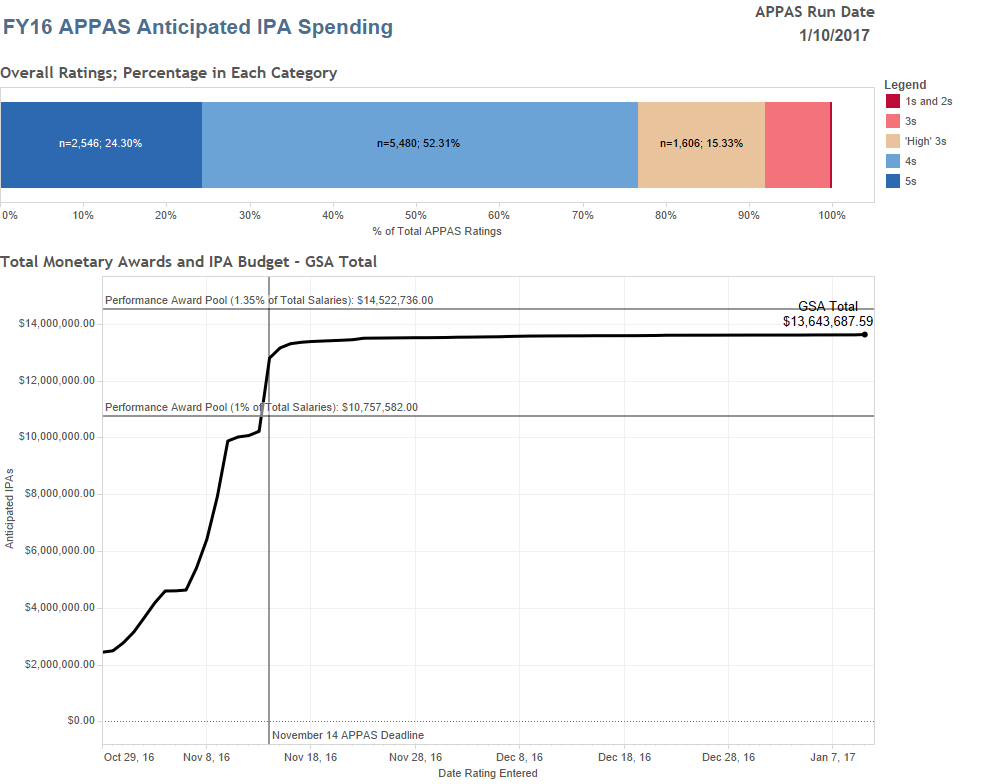 FY16 APPAS Anticipated IPA Spending
APPAS Run Date
1/10/2017
Overall Ratings; Percentage in Each Category
n=2,546; 24.30%
n=5,480; 52.31%
n=1,606; 15.33%
0%
10%
20%
30%
40%
50%
60%
70%
80%
90%
100%
% of Total APPAS Ratings
Legend
1s and 2s
3s
'High' 3s
4s
5s
Total Monetary Awards and IPA Budget - GSA Total
Performance Award Pool (1.35% of Total Salaries): $14,522,736.00
GSA Total
$13,643,687.59
Performance Award Pool (1% of Total Salaries): $10,757,582.00
$14,000,000.00
$12,000,000.00
$10,000,000.00
$8,000,000.00
$6,000,000.00
$4,000,000.00
$2,000,000.00
$0.00
Anticipated IPAs
November 14 APPAS Deadline
Oct 29, 16
Nov 8, 16
Nov 18, 16
Nov 28, 16
Dec 8, 16
Dec 18, 16
Dec 28, 16
Jan 7, 17
Date Rating Entered